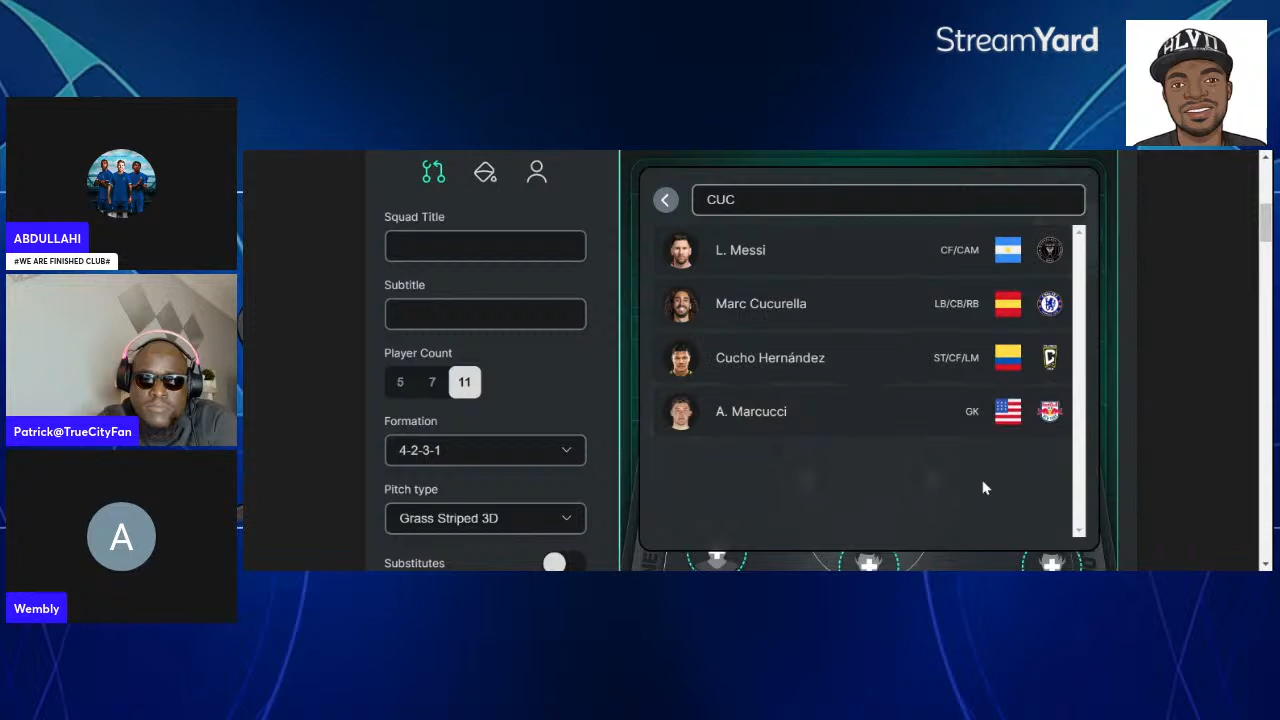 StreamYard
HLVD
ABDULLAHI
#WE ARE FINISHED CLUB#
Patrick@TrueCityFan
A
Wembly
Squad Title
Subtitle
Player Count
5 7 11
Formation
4-2-3-1
Pitch type
Grass Striped 3D
Substitutes
CUC
L. Messi CF/CAM
Marc Cucurella LB/CB/RB
Cucho Hernández ST/CF/LM
A. Marcucci GK